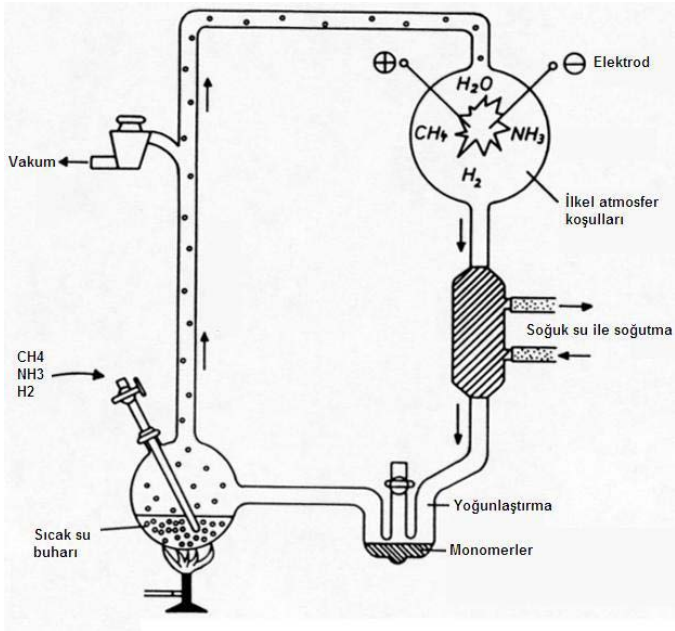 ⊕
⊖ Elektrod
H₂O
CH₄ NH₃
H₂
Vakum
İlkel atmosfer
koşulları
Soğuk su ile soğutma
CH4
NH3
H2
Yoğunlaştırma
Sıcak su
buharı
Monomerler